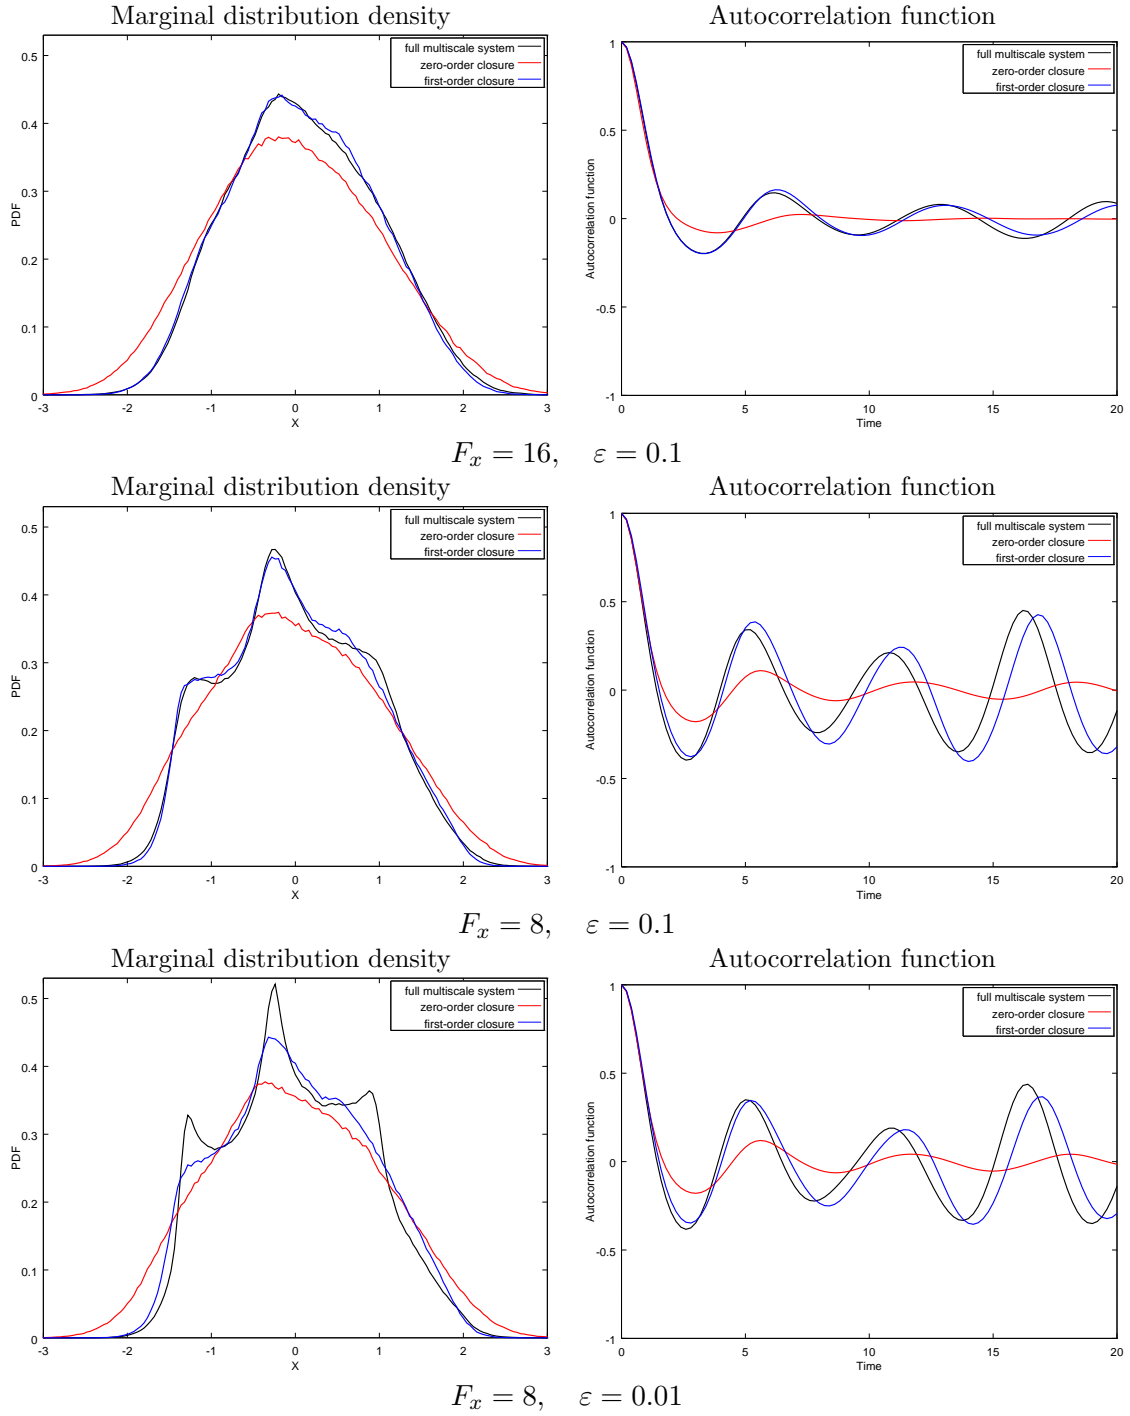 Marginal distribution density
Autocorrelation function
0.5
0.4
0.3
0.2
0.1
0
PDF
-3 -2 -1 0 1 2 3
X
full multiscale system
zero-order closure
first-order closure
1
0.5
0
-0.5
-1
Autocorrelation function
0 5 10 15 20
Time
full multiscale system
zero-order closure
first-order closure
F_x = 16, ε = 0.1
Marginal distribution density
Autocorrelation function
0.5
0.4
0.3
0.2
0.1
0
PDF
-3 -2 -1 0 1 2 3
X
full multiscale system
zero-order closure
first-order closure
1
0.5
0
-0.5
-1
Autocorrelation function
0 5 10 15 20
Time
full multiscale system
zero-order closure
first-order closure
F_x = 8, ε = 0.1
Marginal distribution density
Autocorrelation function
0.5
0.4
0.3
0.2
0.1
0
PDF
-3 -2 -1 0 1 2 3
X
full multiscale system
zero-order closure
first-order closure
1
0.5
0
-0.5
-1
Autocorrelation function
0 5 10 15 20
Time
full multiscale system
zero-order closure
first-order closure
F_x = 8, ε = 0.01